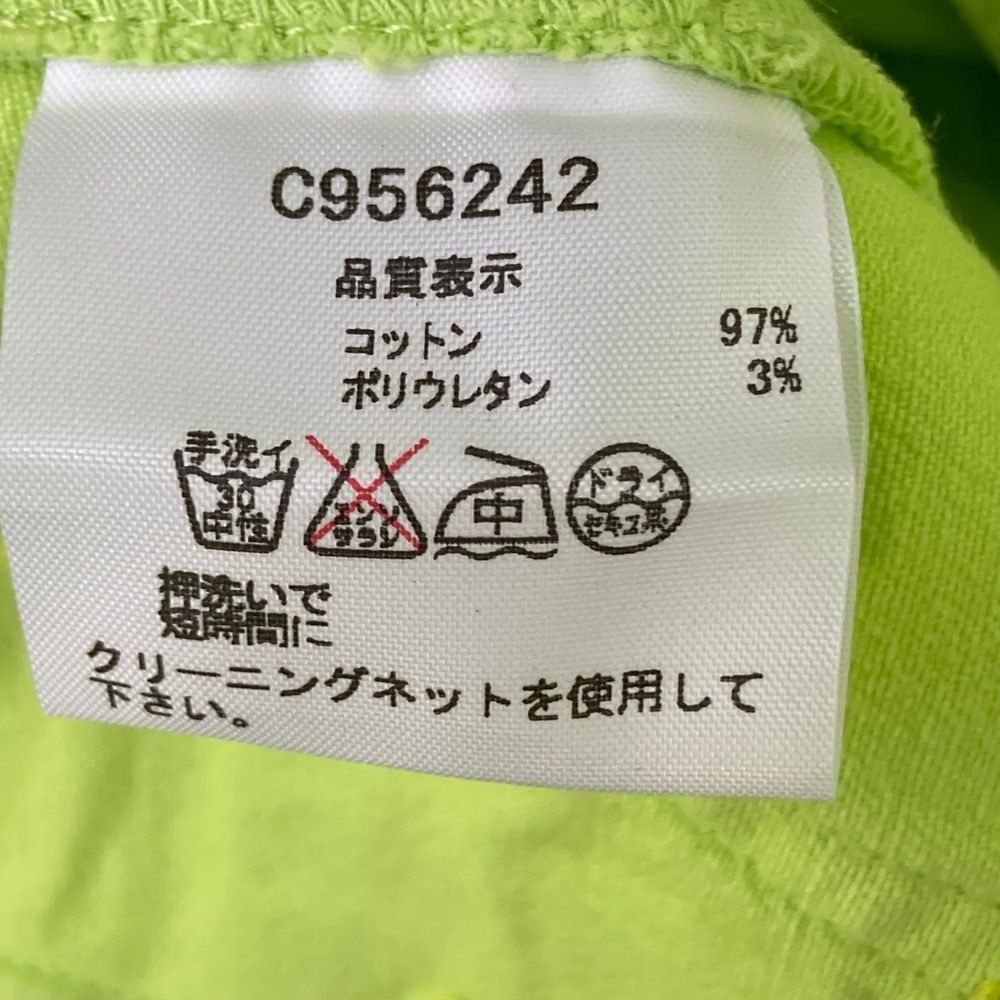 C956242
品質表示
コットン 97%
ポリウレタン 3%
手洗イ
30
中性
エンソ
サラシ
中
ドライ
セキユ系
押洗いで
短時間に
クリーニングネットを使用して
下さい。